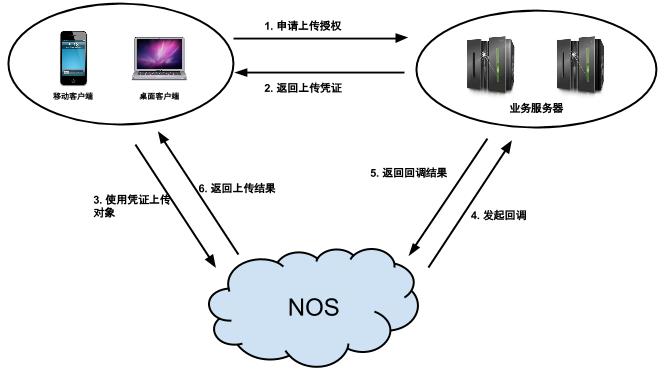 1. 申请上传授权
移动客户端
桌面客户端
2. 返回上传凭证
业务服务器
3. 使用凭证上传
对象
6. 返回上传结果
5. 返回回调结果
4. 发起回调
NOS